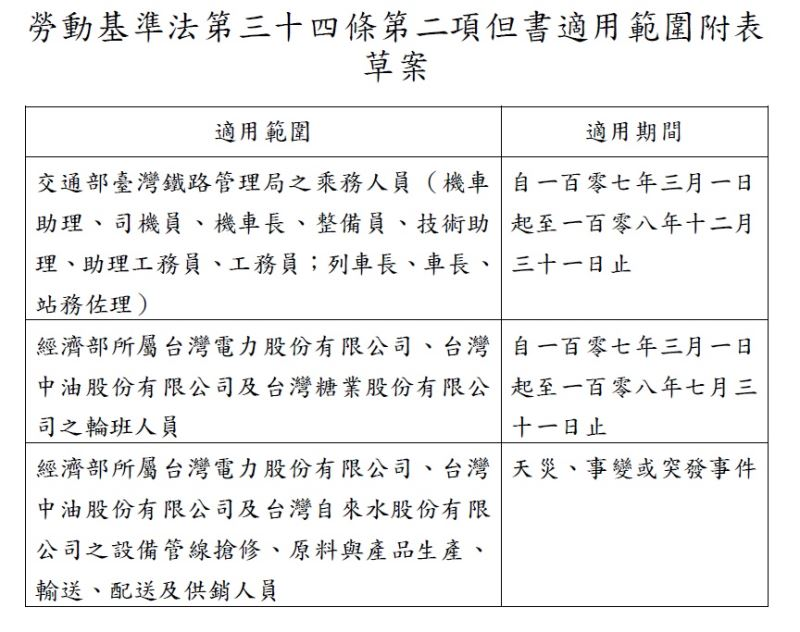 勞動基準法第三十四條第二項但書適用範圍附表
草案
適用範圍
適用期間
交通部臺灣鐵路管理局之乘務人員（機車
助理、司機員、機車長、整備員、技術助
理、助理工務員、工務員；列車長、車長、
站務佐理）
自一百零七年三月一日
起至一百零八年十二月
三十一日止
經濟部所屬台灣電力股份有限公司、台灣
中油股份有限公司及台灣糖業股份有限公
司之輪班人員
自一百零七年三月一日
起至一百零八年七月三
十一日止
經濟部所屬台灣電力股份有限公司、台灣
中油股份有限公司及台灣自來水股份有限
公司之設備管線搶修、原料與產品生產、
輸送、配送及供銷人員
天災、事變或突發事件